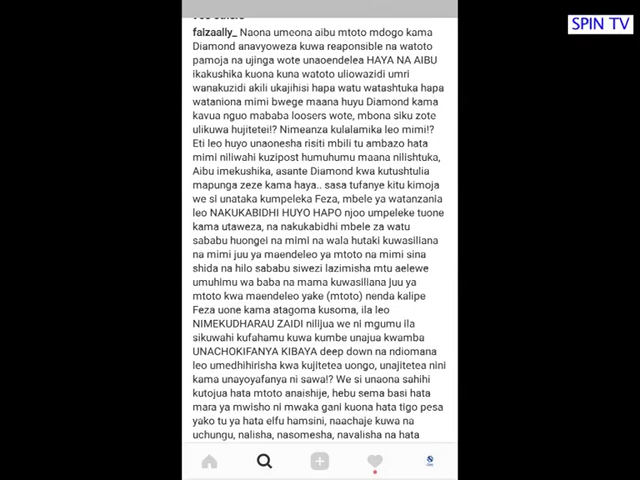 SPIN TV
faizaally_ Naona umeona aibu mtoto mdogo kama
Diamond anavyoweza kuwa reaponsible na watoto
pamoja na ujinga wote unaoendelea HAYA NA AIBU
ikakushika kuona kuna watoto uliowazidi umri
wanakuzidi akili ukajihisi hapa watu watashtuka hapa
wataniona mimi bwege maana huyu Diamond kama
kavua nguo mababa loosers wote, mbona siku zote
ulikuwa hujitetei!? Nimeanza kulalamika leo mimi!?
Eti leo huyo unaonesha risiti mbili tu ambazo hata
mimi niliwahi kuzipost humuhumu maana nilishtuka,
Aibu imekushika, asante Diamond kwa kutushtulia
mapunga zeze kama haya.. sasa tufanye kitu kimoja
we si unataka kumpeleka Feza, mbele ya watanzania
leo NAKUKABIDHI HUYO HAPO njoo umpeleke tuone
kama utaweza, na nakukabidhi mbele za watu
sababu huongei na mimi na wala hutaki kuwasiliana
na mimi juu ya maendeleo ya mtoto na mimi sina
shida na hilo sababu siwezi lazimisha mtu aelewe
umuhimu wa baba na mama kuwasiliana juu ya
mtoto kwa maendeleo yake (mtoto) nenda kalipe
Feza uone kama atagoma kusoma, ila leo
NIMEKUDHARAU ZAIDI nilijua we ni mgumu ila
sikuwahi kufahamu kuwa kumbe unajua kwamba
UNACHOKIFANYA KIBAYA deep down na ndiomana
leo umedhihirisha kwa kujitetea uongo, unajitetea nini
kama unayoyafanya ni sawa!? We si unaona sahihi
kutojua hata mtoto anaishije, hebu sema basi hata
mara ya mwisho ni mwaka gani kuona hata tigo pesa
yako tu ya hata elfu hamsini, naachaje kuwa na
uchungu, nalisha, nasomesha, navalisha na hata